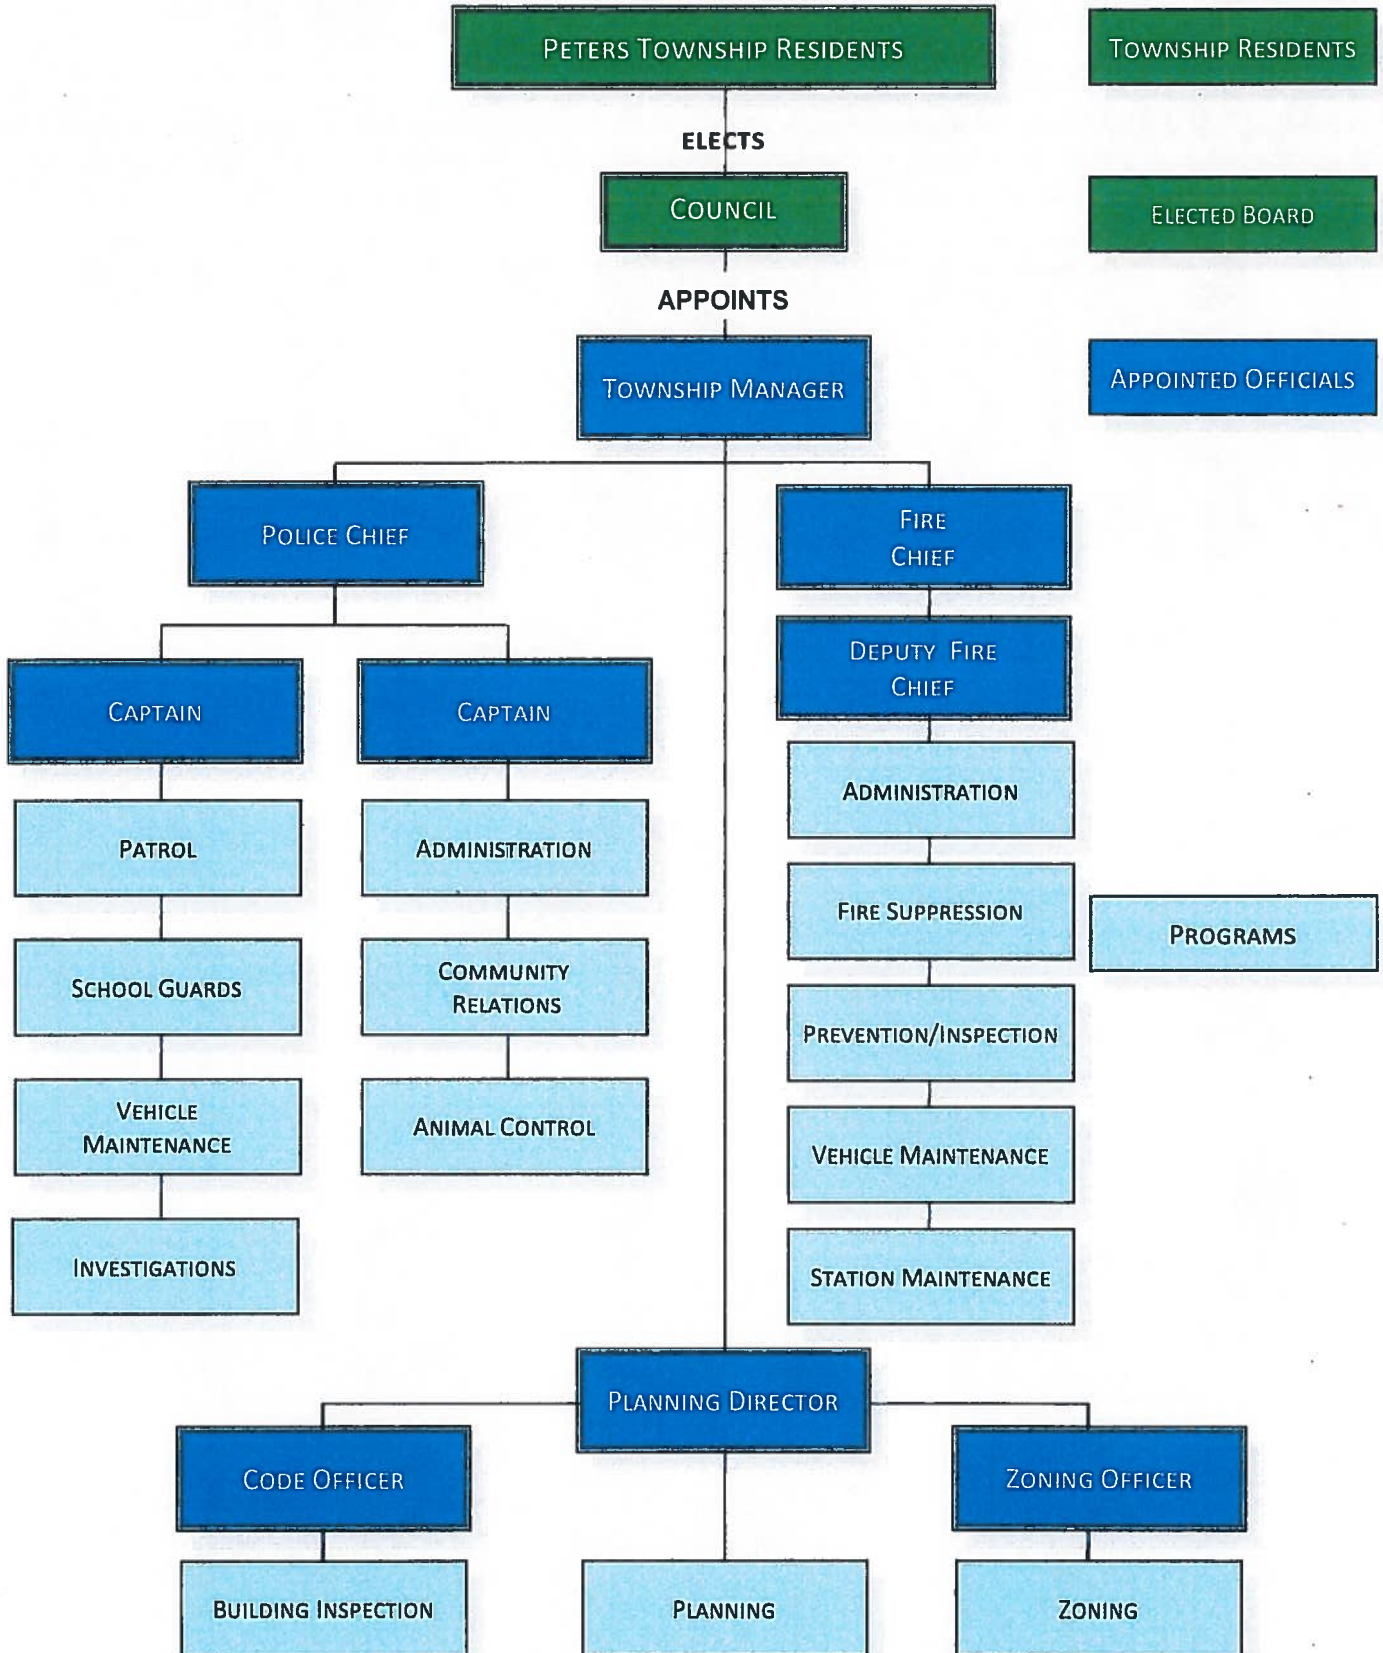 PETERS TOWNSHIP RESIDENTS
TOWNSHIP RESIDENTS
ELECTS
COUNCIL
ELECTED BOARD
APPOINTS
TOWNSHIP MANAGER
APPOINTED OFFICIALS
POLICE CHIEF
FIRE
CHIEF
DEPUTY FIRE
CHIEF
CAPTAIN
CAPTAIN
PATROL
SCHOOL GUARDS
VEHICLE
MAINTENANCE
INVESTIGATIONS
ADMINISTRATION
COMMUNITY
RELATIONS
ANIMAL CONTROL
ADMINISTRATION
FIRE SUPPRESSION
PREVENTION/INSPECTION
VEHICLE MAINTENANCE
STATION MAINTENANCE
PROGRAMS
PLANNING DIRECTOR
CODE OFFICER
ZONING OFFICER
BUILDING INSPECTION
PLANNING
ZONING